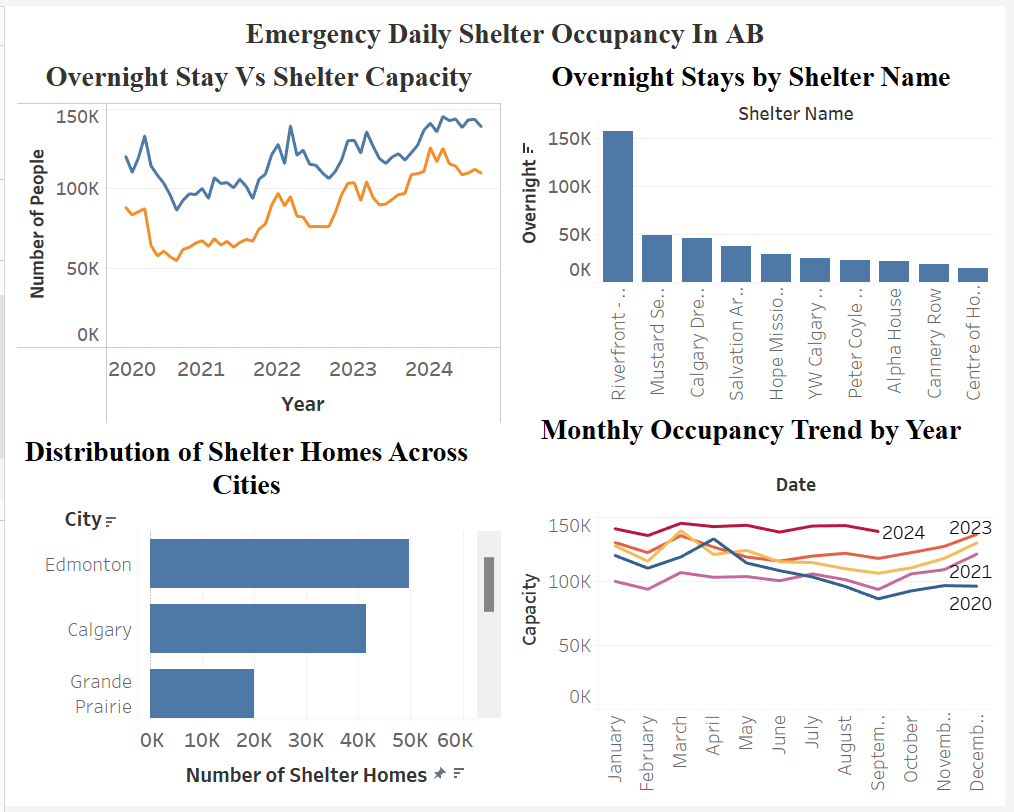 Emergency Daily Shelter Occupancy In AB
Overnight Stay Vs Shelter Capacity
150K
100K
50K
0K
Number of People
2020 2021 2022 2023 2024
Year
Overnight Stays by Shelter Name
Shelter Name
150K
100K
50K
0K
Overnight
Riverfront - ..
Mustard Se..
Calgary Dre..
Salvation Ar..
Hope Missio..
YW Calgary ..
Peter Coyle ..
Alpha House
Cannery Row
Centre of Ho..
Distribution of Shelter Homes Across
Cities
City
Edmonton
Calgary
Grande
Prairie
0K 10K 20K 30K 40K 50K 60K
Number of Shelter Homes
Monthly Occupancy Trend by Year
Date
150K
100K
50K
0K
Capacity
2024
2023
2021
2020
January
February
March
April
May
June
July
August
Septem..
October
Novemb..
Decemb..